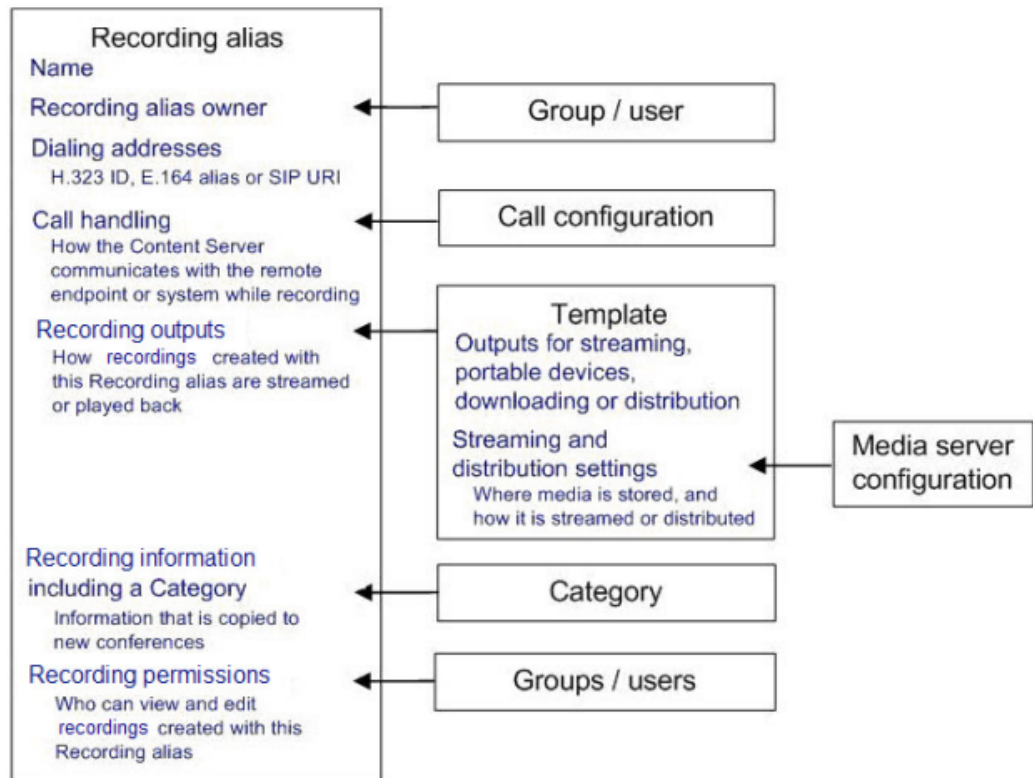 Recording alias
Name
Recording alias owner
Dialing addresses
H.323 ID, E.164 alias or SIP URI
Call handling
How the Content Server
communicates with the remote
endpoint or system while recording
Recording outputs
How recordings created with
this Recording alias are streamed
or played back
Recording information
including a Category
Information that is copied to
new conferences
Recording permissions
Who can view and edit
recordings created with this
Recording alias
Group / user
Call configuration
Template
Outputs for streaming,
portable devices,
downloading or distribution
Streaming and
distribution settings
Where media is stored, and
how it is streamed or distributed
Media server
configuration
Category
Groups / users